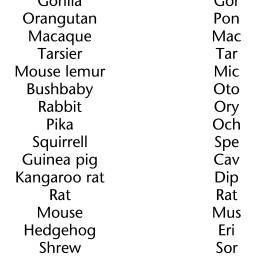 Gorilla Gor
Orangutan Pon
Macaque Mac
Tarsier Tar
Mouse lemur Mic
Bushbaby Oto
Rabbit Ory
Pika Och
Squirrell Spe
Guinea pig Cav
Kangaroo rat Dip
Rat Rat
Mouse Mus
Hedgehog Eri
Shrew Sor